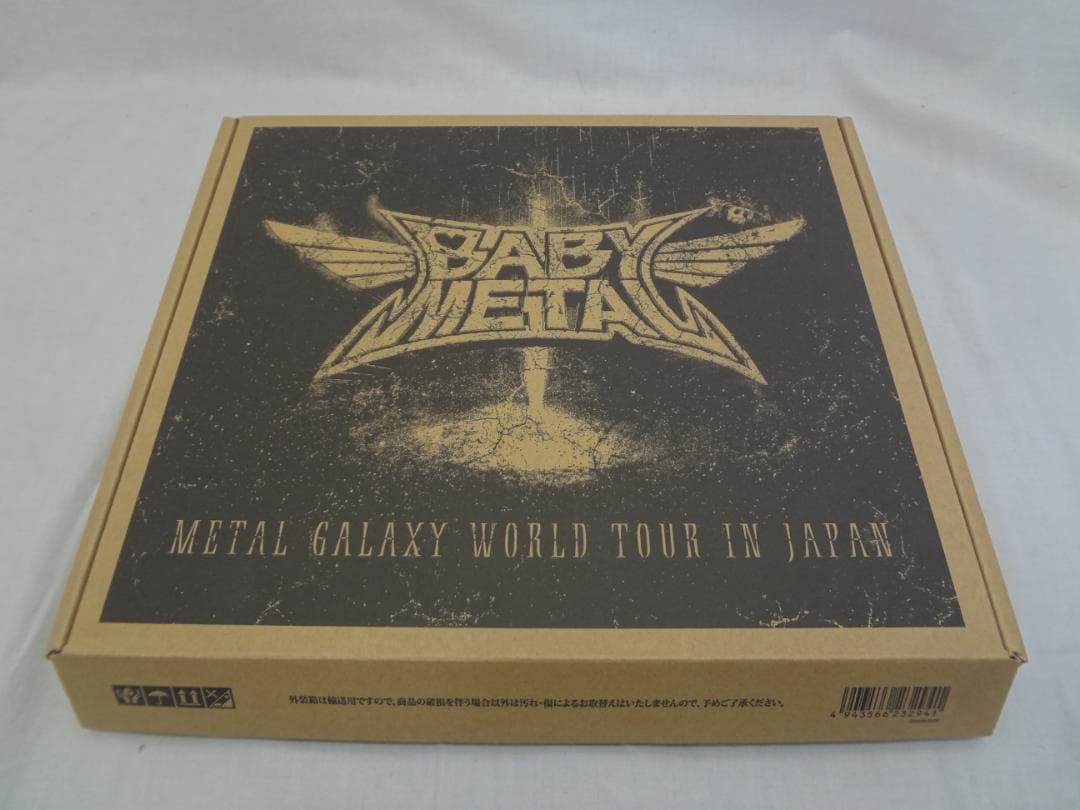 BABY
METAL
METAL GALAXY WORLD TOUR IN JAPAN
外装箱は輸送用ですので、商品の破損を伴う場合以外は汚れ・傷によるお取替えはいたしませんので、予めご了承ください。
4 943566 232941